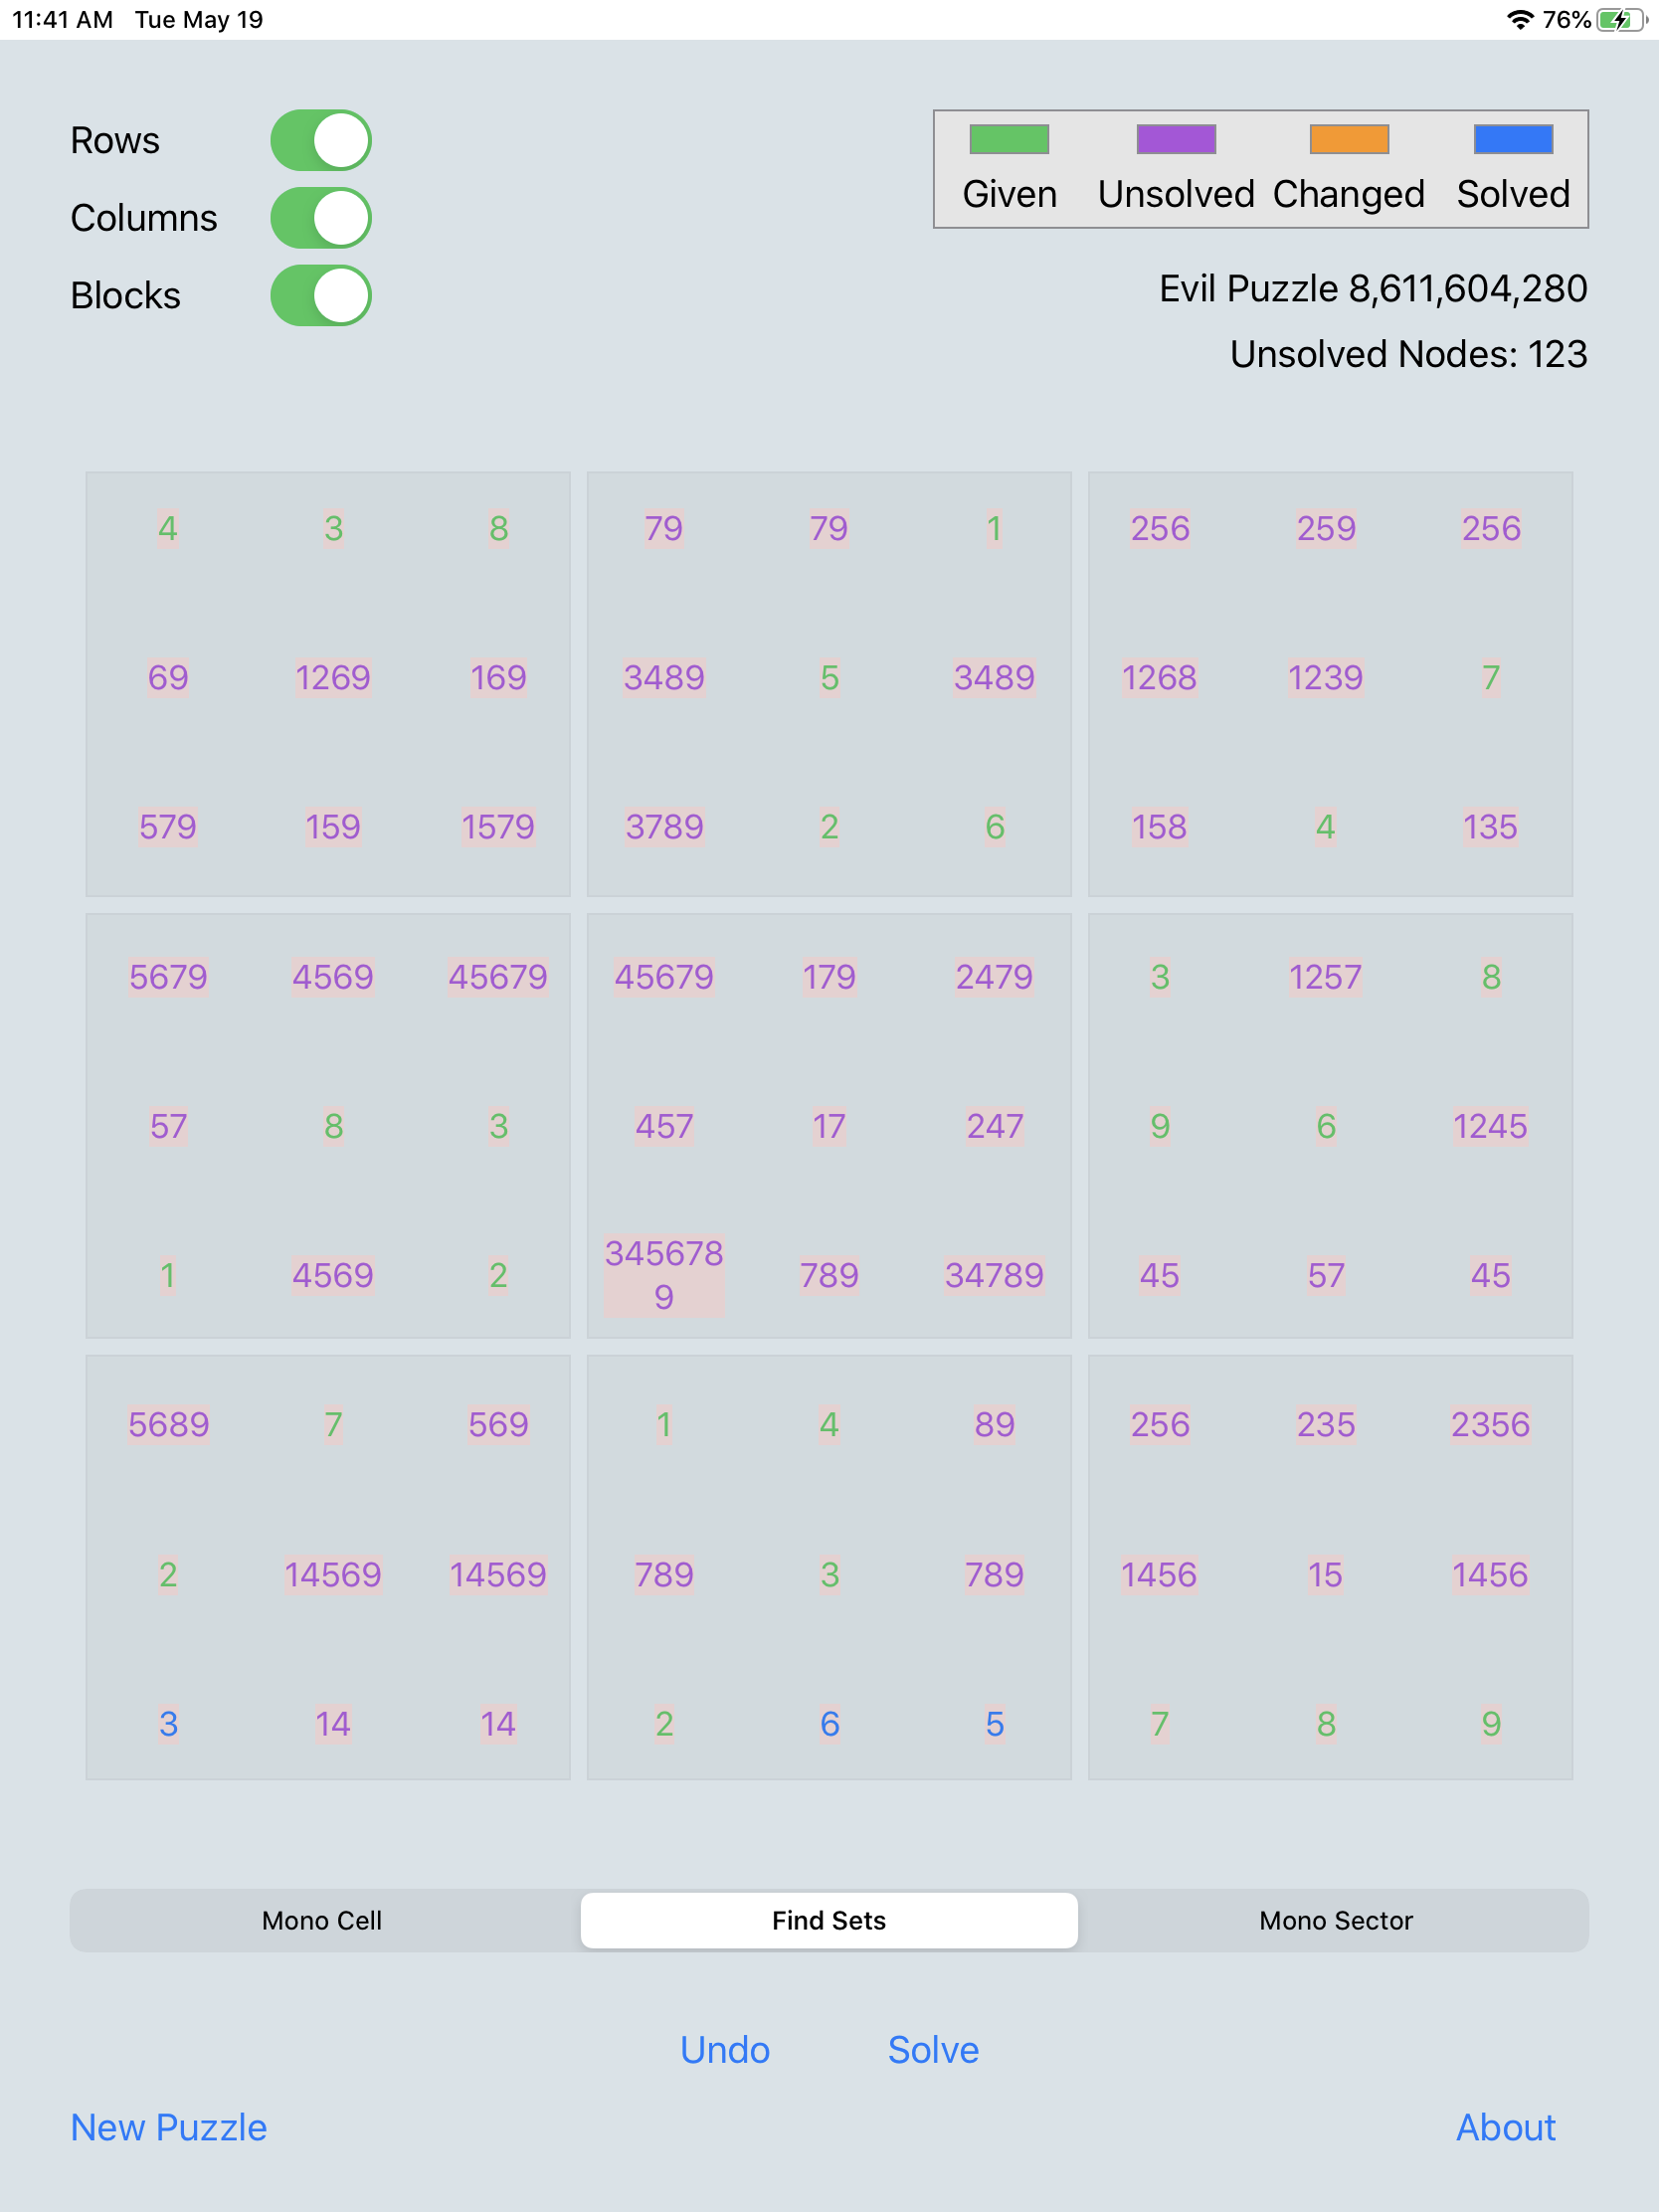 11:41 AM Tue May 19 76%
Rows
Columns
Blocks
Given Unsolved Changed Solved
Evil Puzzle 8,611,604,280
Unsolved Nodes: 123
4 3 8 79 79 1 256 259 256
69 1269 169 3489 5 3489 1268 1239 7
579 159 1579 3789 2 6 158 4 135
5679 4569 45679 45679 179 2479 3 1257 8
57 8 3 457 17 247 9 6 1245
1 4569 2 345678 789 34789 45 57 45
9
5689 7 569 1 4 89 256 235 2356
2 14569 14569 789 3 789 1456 15 1456
3 14 14 2 6 5 7 8 9
Mono Cell Find Sets Mono Sector
Undo Solve
New Puzzle About